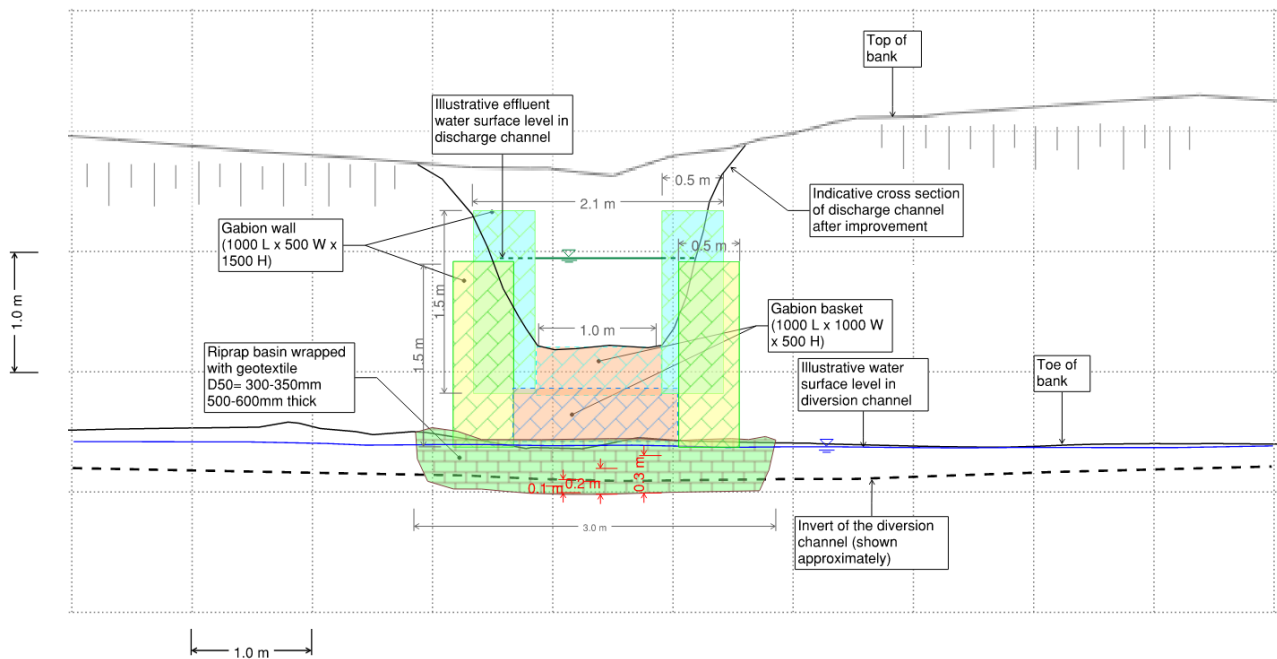 Top of
bank
Illustrative effluent
water surface level in
discharge channel
0.5 m
2.1 m
Indicative cross section
of discharge channel
after improvement
Gabion wall
(1000 L x 500 W x
1500 H)
0.5 m
1.0 m
1.5 m
1.0 m
Gabion basket
(1000 L x 1000 W
x 500 H)
1.5 m
Riprap basin wrapped
with geotextile
D50= 300-350mm
500-600mm thick
Illustrative water
surface level in
diversion channel
Toe of
bank
0.1 m
0.2 m
0.3 m
3.0 m
Invert of the diversion
channel (shown
approximately)
1.0 m